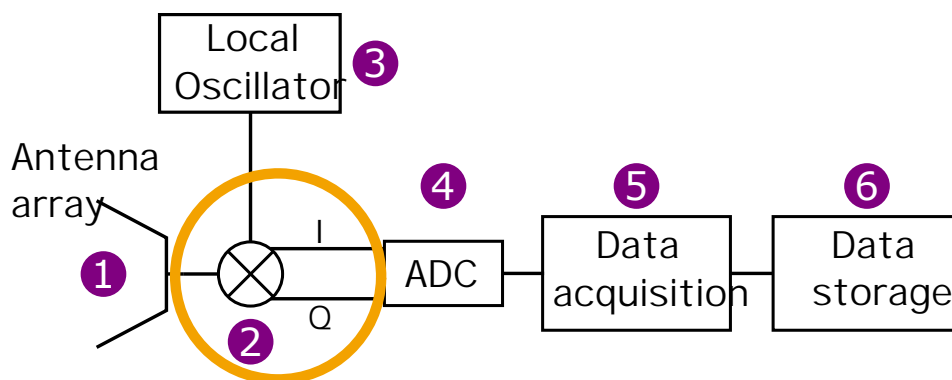 Local
Oscillator
3
Antenna
array
4
5
6
1
I
ADC
Data
acquisition
Data
storage
Q
2